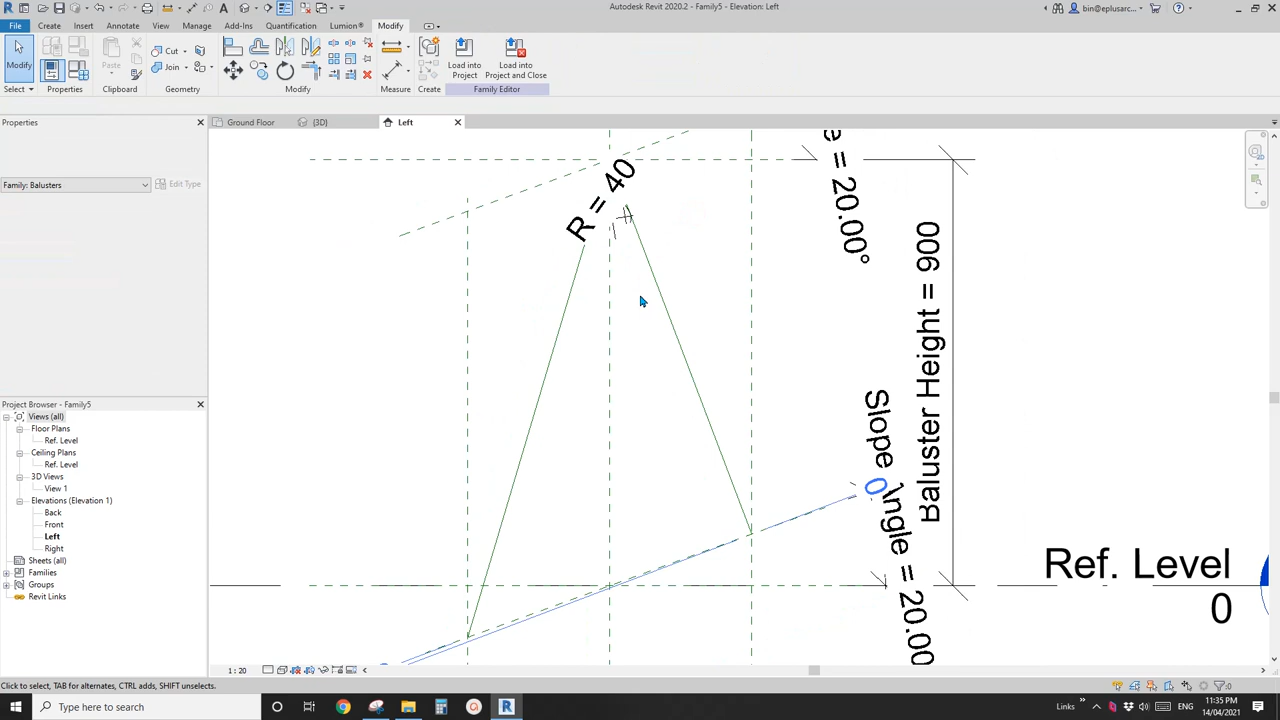 Autodesk Revit 2020.2 - Family5 - Elevation: Left
bin@eplusarc...
File Create Insert Annotate View Manage Add-Ins Quantification Lumion® Modify
Modify
Paste
Cut
Join
Load into
Project
Load into
Project and Close
Select Properties Clipboard Geometry Modify Measure Create Family Editor
Properties
Ground Floor
{3D}
Left
Family: Balusters
Edit Type
Project Browser - Family5
Views (all)
Floor Plans
Ref. Level
Ceiling Plans
Ref. Level
3D Views
View 1
Elevations (Elevation 1)
Back
Front
Left
Right
Sheets (all)
Families
Groups
Revit Links
R = 40
e = 20.00°
Baluster Height = 900
Slope Angle = 20.00
0
Ref. Level
0
1 : 20
Click to select, TAB for alternates, CTRL adds, SHIFT unselects.
:0
Type here to search
Links
ENG
11:35 PM
14/04/2021